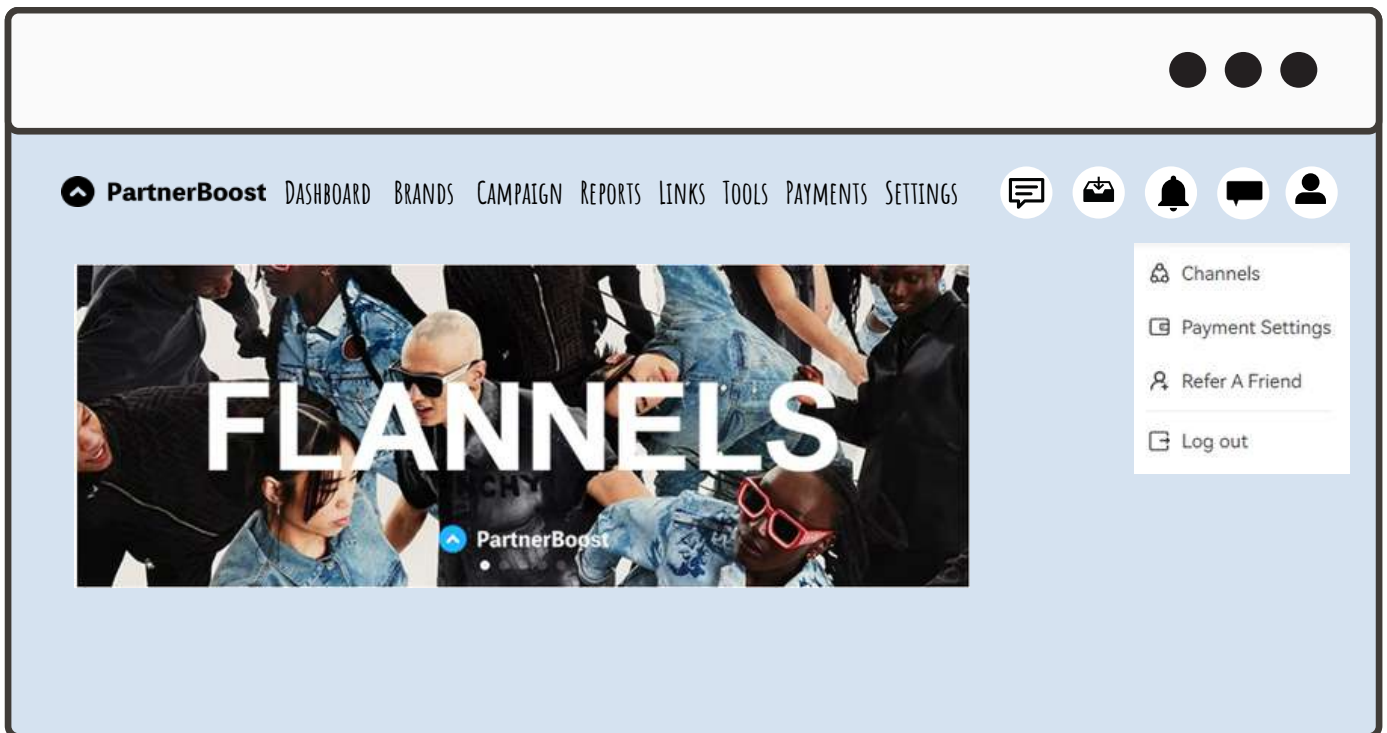 PartnerBoost DASHBOARD BRANDS CAMPAIGN REPORTS LINKS TOOLS PAYMENTS SETTINGS
Channels
Payment Settings
Refer A Friend
Log out
FLANNELS
PartnerBoost